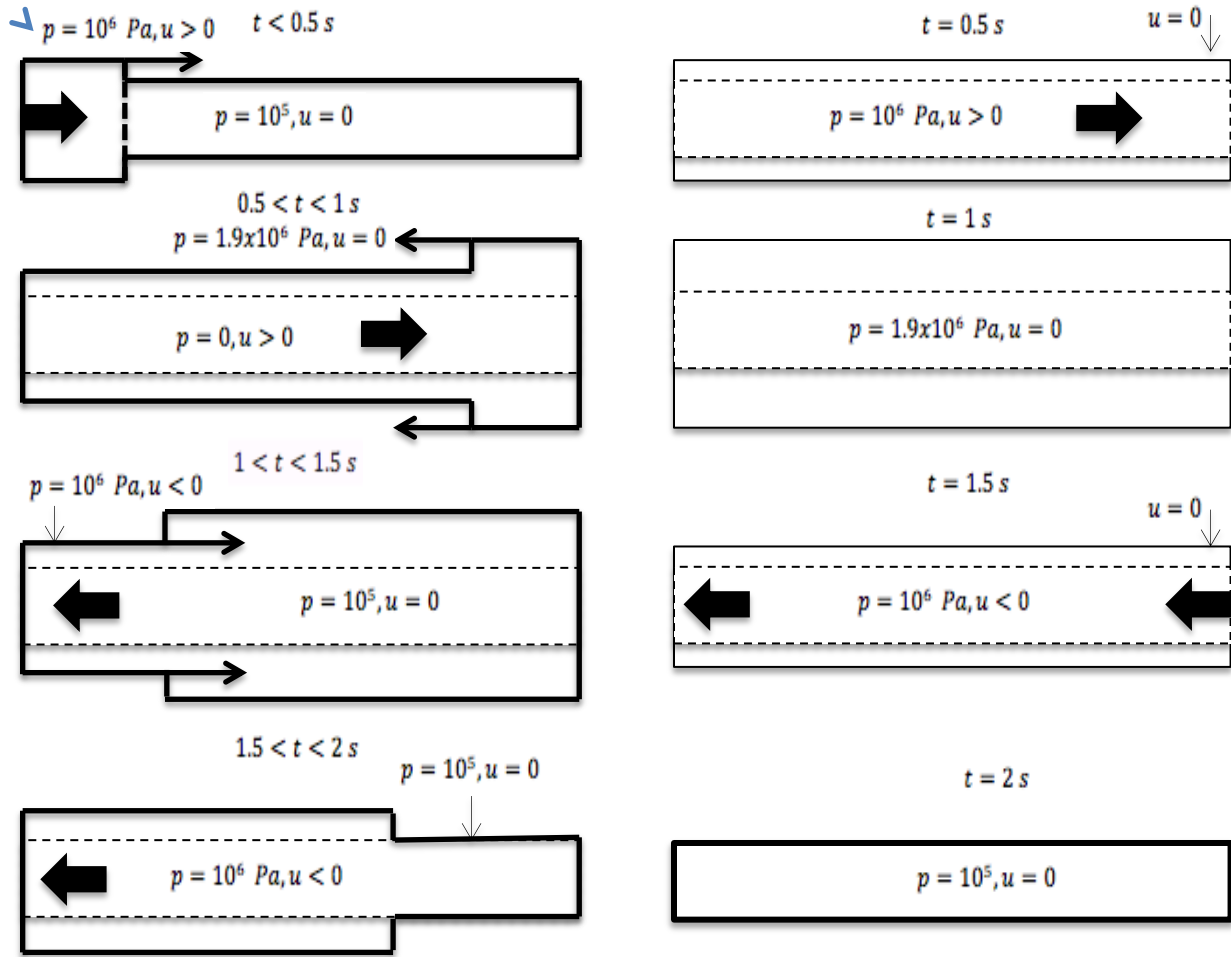 p = 10⁶ Pa, u > 0
t < 0.5 s
p = 10⁵, u = 0
t = 0.5 s
u = 0
p = 10⁶ Pa, u > 0
0.5 < t < 1 s
p = 1.9x10⁶ Pa, u = 0
p = 0, u > 0
t = 1 s
p = 1.9x10⁶ Pa, u = 0
1 < t < 1.5 s
p = 10⁶ Pa, u < 0
p = 10⁵, u = 0
t = 1.5 s
u = 0
p = 10⁶ Pa, u < 0
1.5 < t < 2 s
p = 10⁵, u = 0
p = 10⁶ Pa, u < 0
t = 2 s
p = 10⁵, u = 0